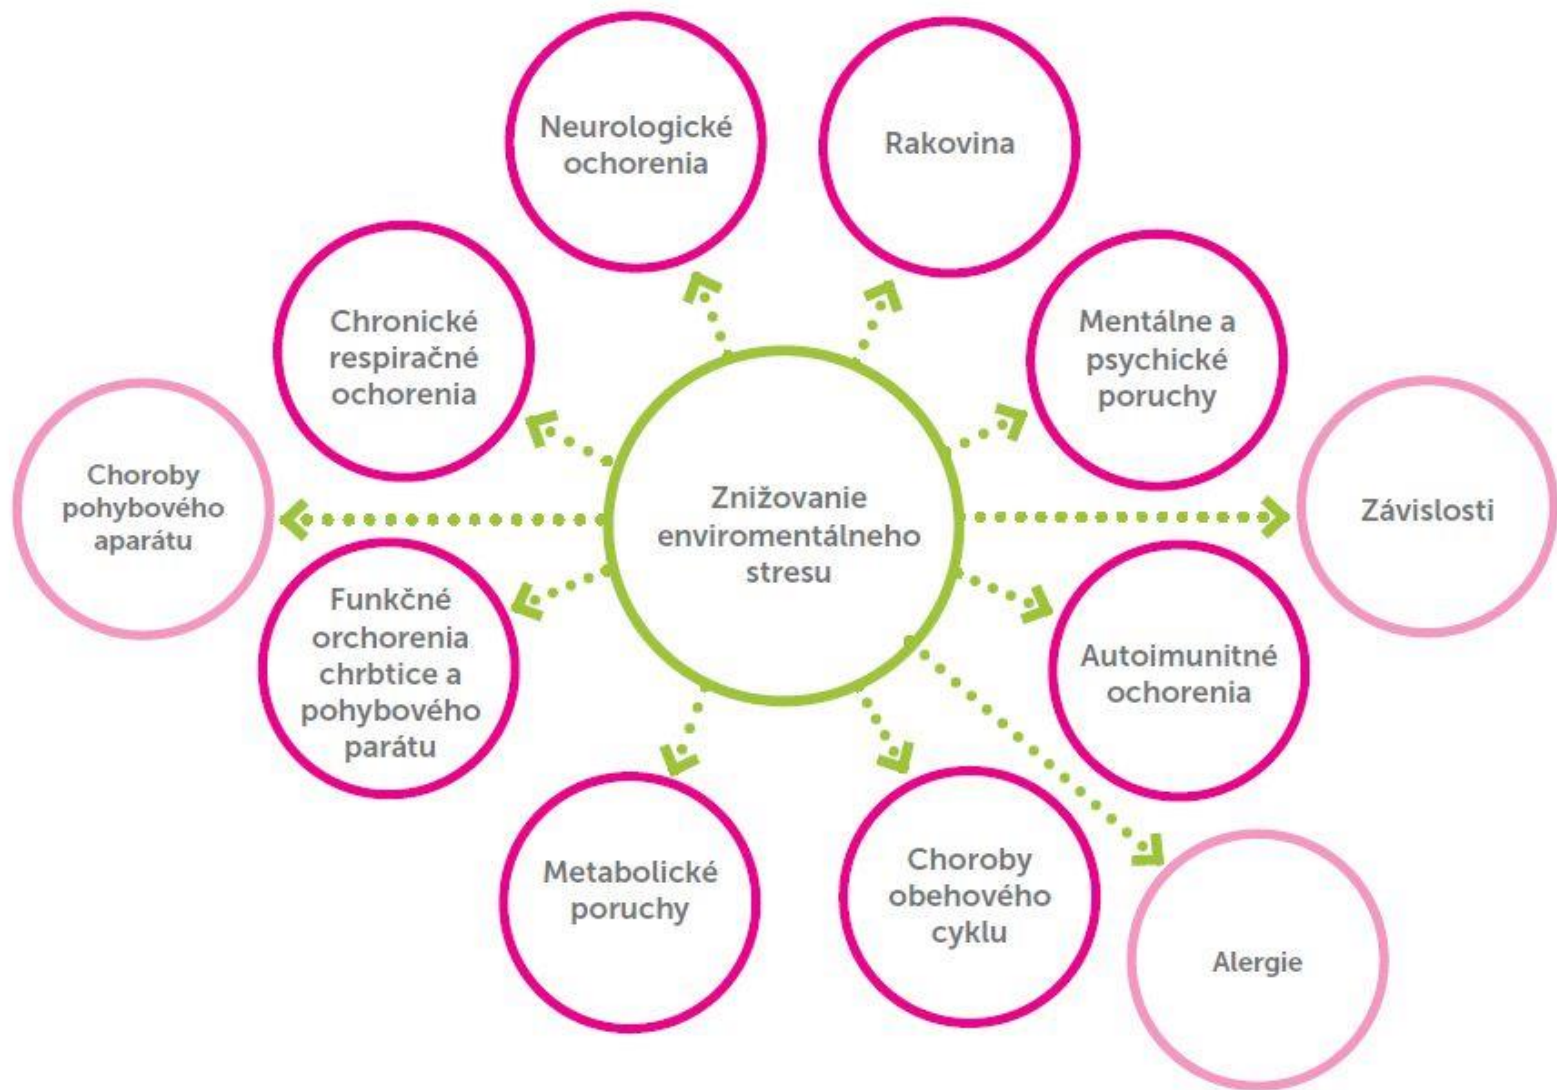 Neurologické
ochorenia
Rakovina
Chronické
respiračné
ochorenia
Mentálne a
psychické
poruchy
Choroby
pohybového
aparátu
Znižovanie
enviromentálneho
stresu
Závislosti
Funkčné
orchorenia
chrbtice a
pohybového
parátu
Autoimunitné
ochorenia
Metabolické
poruchy
Choroby
obehového
cyklu
Alergie